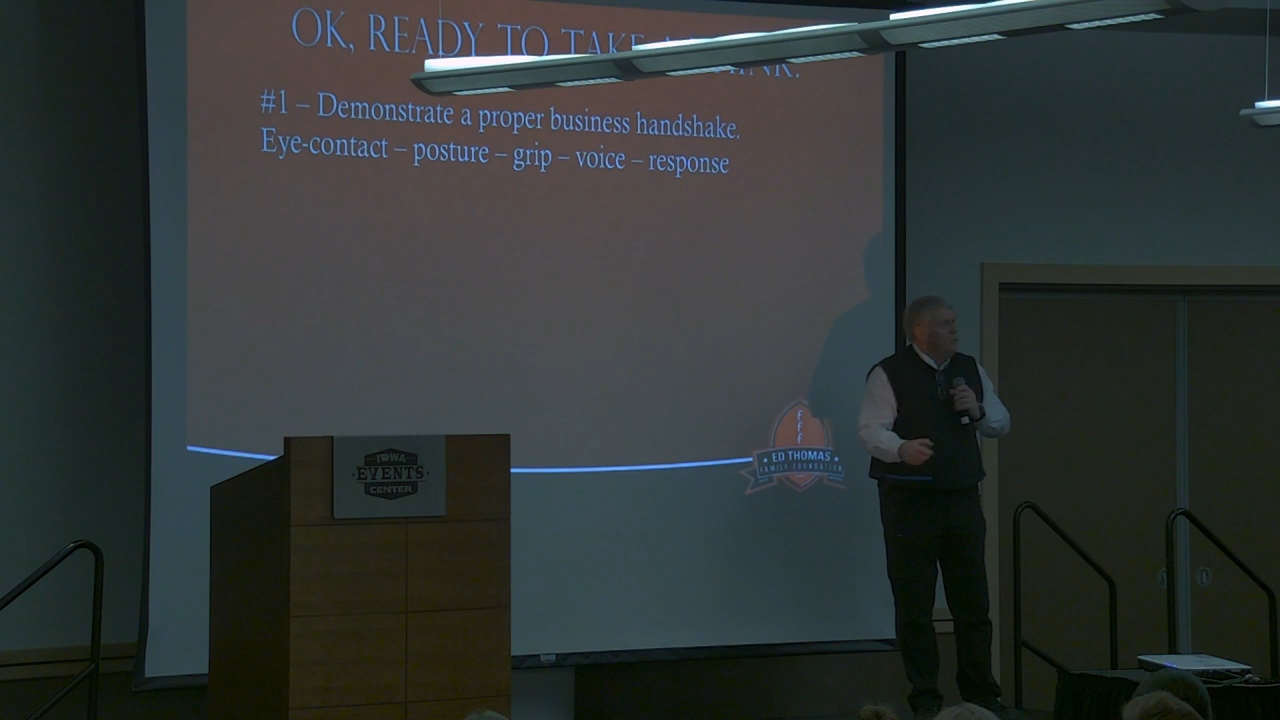 OK, READY TO TAKE
#1 – Demonstrate a proper business handshake.
Eye-contact – posture – grip – voice – response
IOWA
EVENTS
CENTER
F
F
F
F
ED THOMAS
FAMILY FOUNDATION